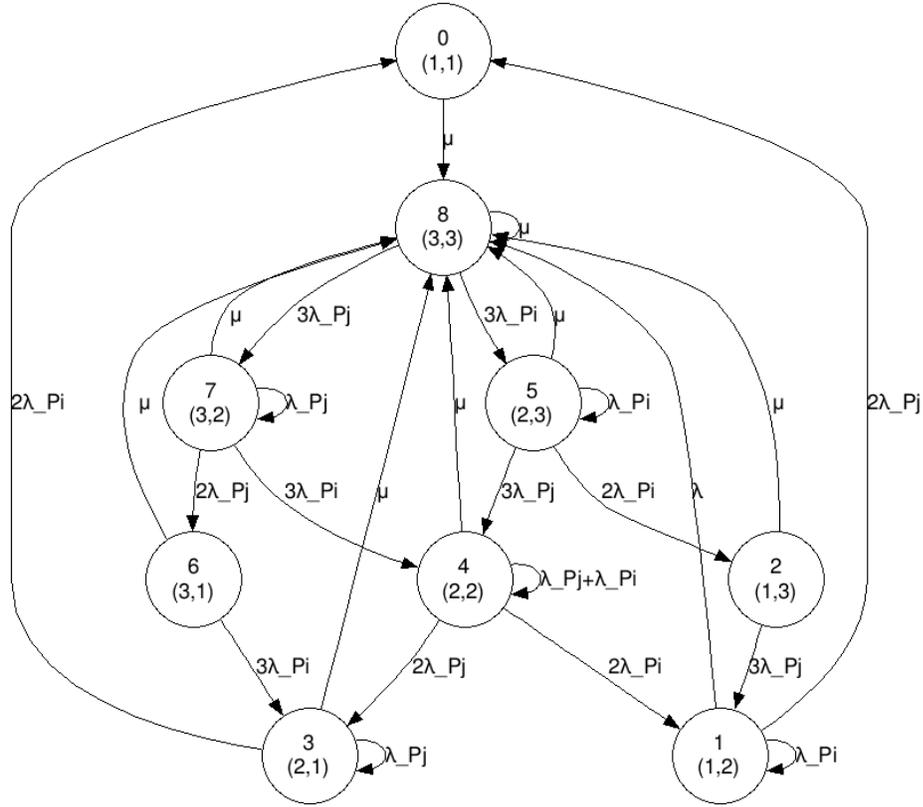 0
(1,1)
μ
8
(3,3)
μ
μ
3λ_Pj
3λ_Pi
μ
7
(3,2)
λ_Pj
5
(2,3)
λ_Pi
2λ_Pi
μ
μ
μ
2λ_Pj
2λ_Pj
3λ_Pi
μ
3λ_Pj
2λ_Pi
λ
6
(3,1)
4
(2,2)
λ_Pj+λ_Pi
2
(1,3)
3λ_Pi
2λ_Pj
2λ_Pi
3λ_Pj
3
(2,1)
λ_Pj
1
(1,2)
λ_Pi